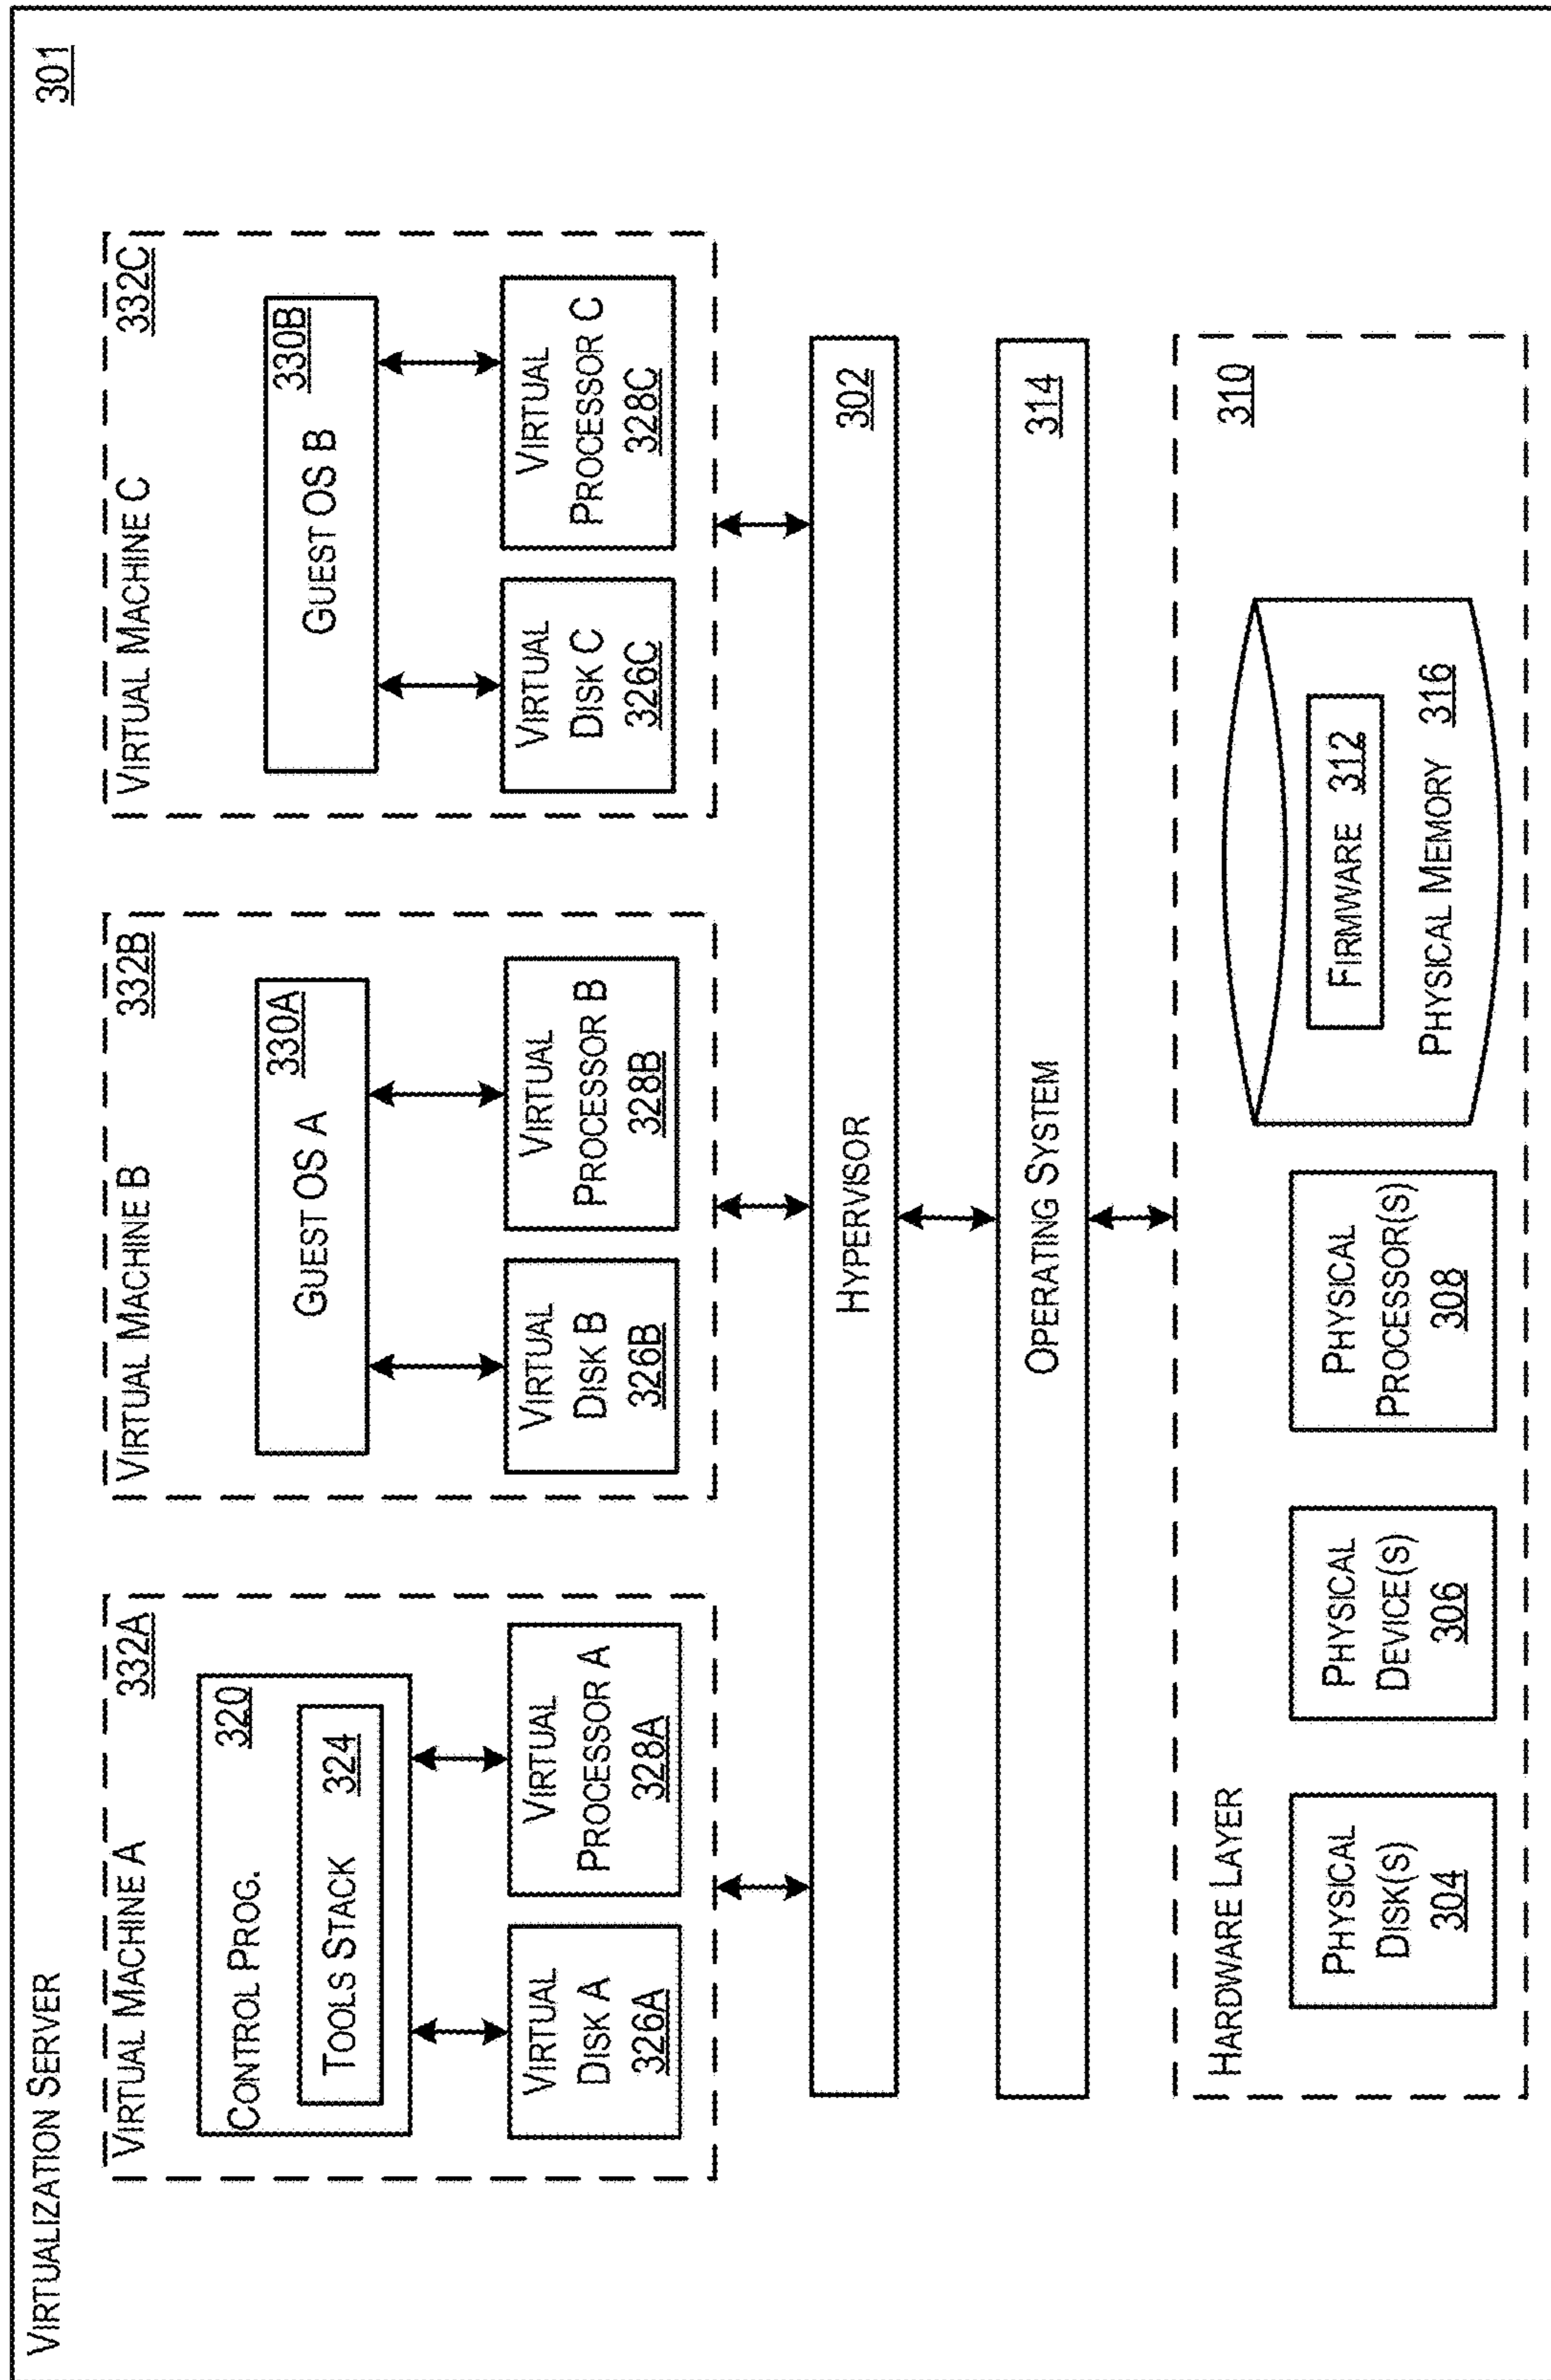 VIRTUALIZATION SERVER
301
VIRTUAL MACHINE A
332A
CONTROL PROG.
320
TOOLS STACK
324
VIRTUAL
DISK A
326A
VIRTUAL
PROCESSOR A
328A
VIRTUAL MACHINE B
332B
GUEST OS A
330A
VIRTUAL
DISK B
326B
VIRTUAL
PROCESSOR B
328B
VIRTUAL MACHINE C
332C
GUEST OS B
330B
VIRTUAL
DISK C
326C
VIRTUAL
PROCESSOR C
328C
HYPERVISOR
302
OPERATING SYSTEM
314
HARDWARE LAYER
310
PHYSICAL
DISK(S)
304
PHYSICAL
DEVICE(S)
306
PHYSICAL
PROCESSOR(S)
308
FIRMWARE 312
PHYSICAL MEMORY 316